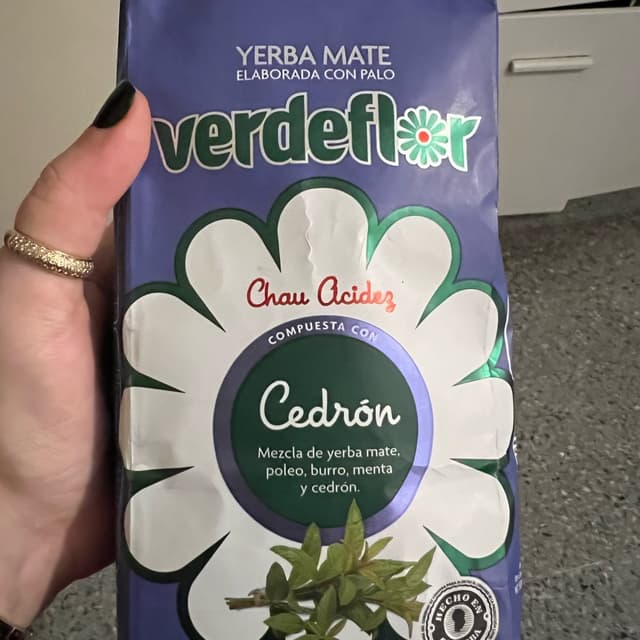 YERBA MATE
ELABORADA CON PALO
verdeflor
Chau Acidez
COMPUESTA CON
Cedrón
Mezcla de yerba mate,
poleo, burro, menta
y cedrón.
HECHO EN